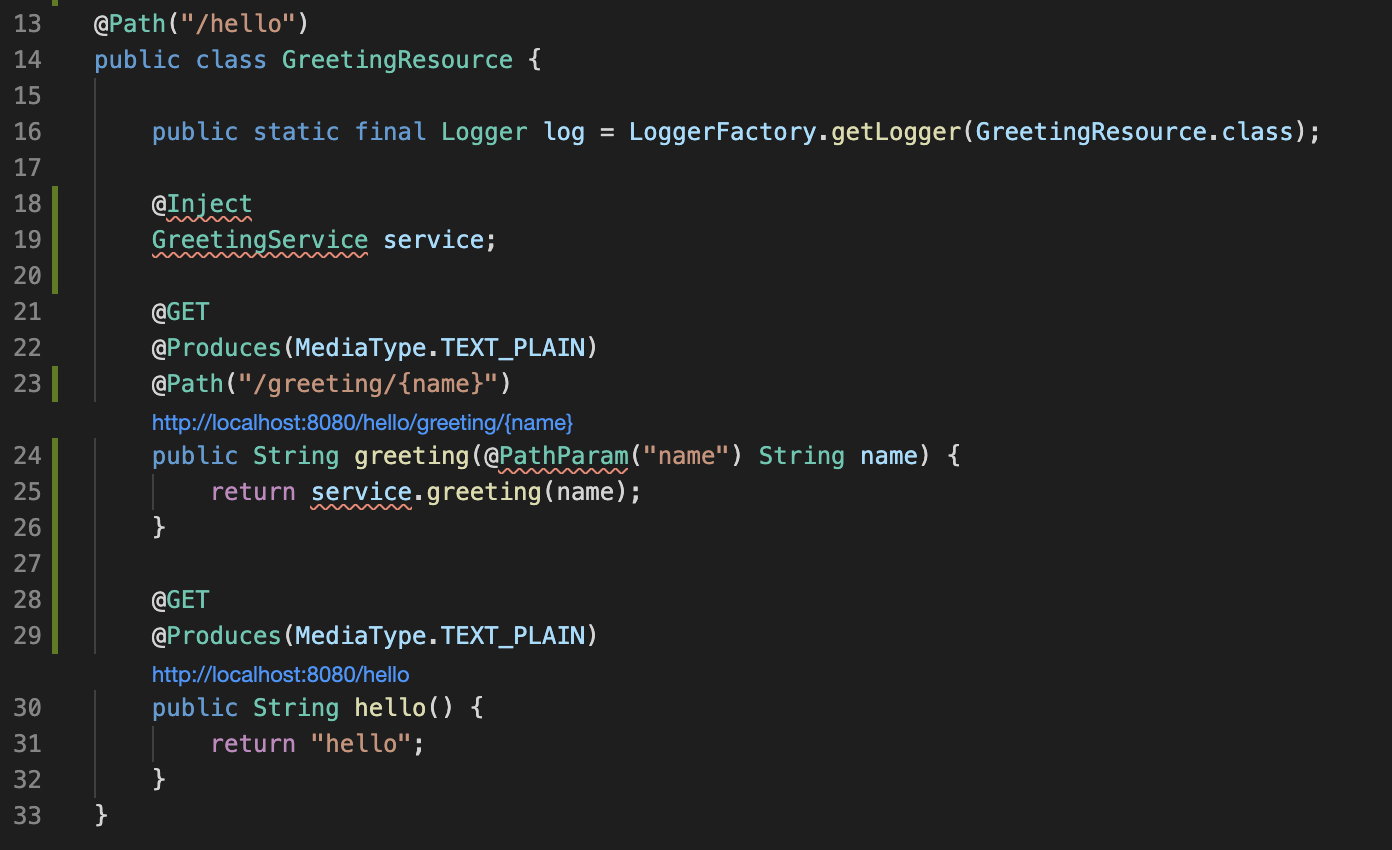 13 @Path("/hello")
14 public class GreetingResource {
15
16 public static final Logger log = LoggerFactory.getLogger(GreetingResource.class);
17
18 @Inject
19 GreetingService service;
20
21 @GET
22 @Produces(MediaType.TEXT_PLAIN)
23 @Path("/greeting/{name}")
http://localhost:8080/hello/greeting/{name}
24 public String greeting(@PathParam("name") String name) {
25 return service.greeting(name);
26 }
27
28 @GET
29 @Produces(MediaType.TEXT_PLAIN)
http://localhost:8080/hello
30 public String hello() {
31 return "hello";
32 }
33 }